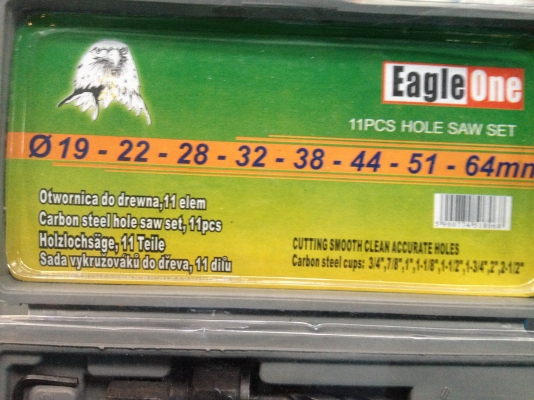 EagleOne
11PCS HOLE SAW SET
Ø 19 - 22 - 28 - 32 - 38 - 44 - 51 - 64mm
Otwornica do drewna, 11 elem
Carbon steel hole saw set, 11pcs
Holzlochsäge, 11 Teile
Sada vykružováků do dřeva, 11 dílů
CUTTING SMOOTH CLEAN ACCURATE HOLES
Carbon steel cups: 3/4",7/8",1",1-1/8",1-1/2",1-3/4",2",2-1/2"